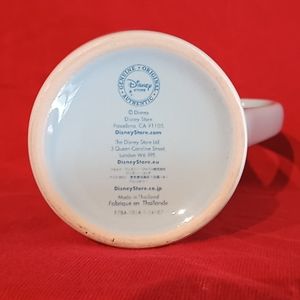 GENUINE · ORIGINAL · AUTHENTIC
Disney
STORE
© Disney
Disney Store
Pasadena CA 91105
DisneyStore.com
The Disney Store Ltd
3 Queen Caroline Street
London W6 9PE
DisneyStore.eu
DisneyStore.co.jp
Made in Thailand
Fabriqué en Thaïlande